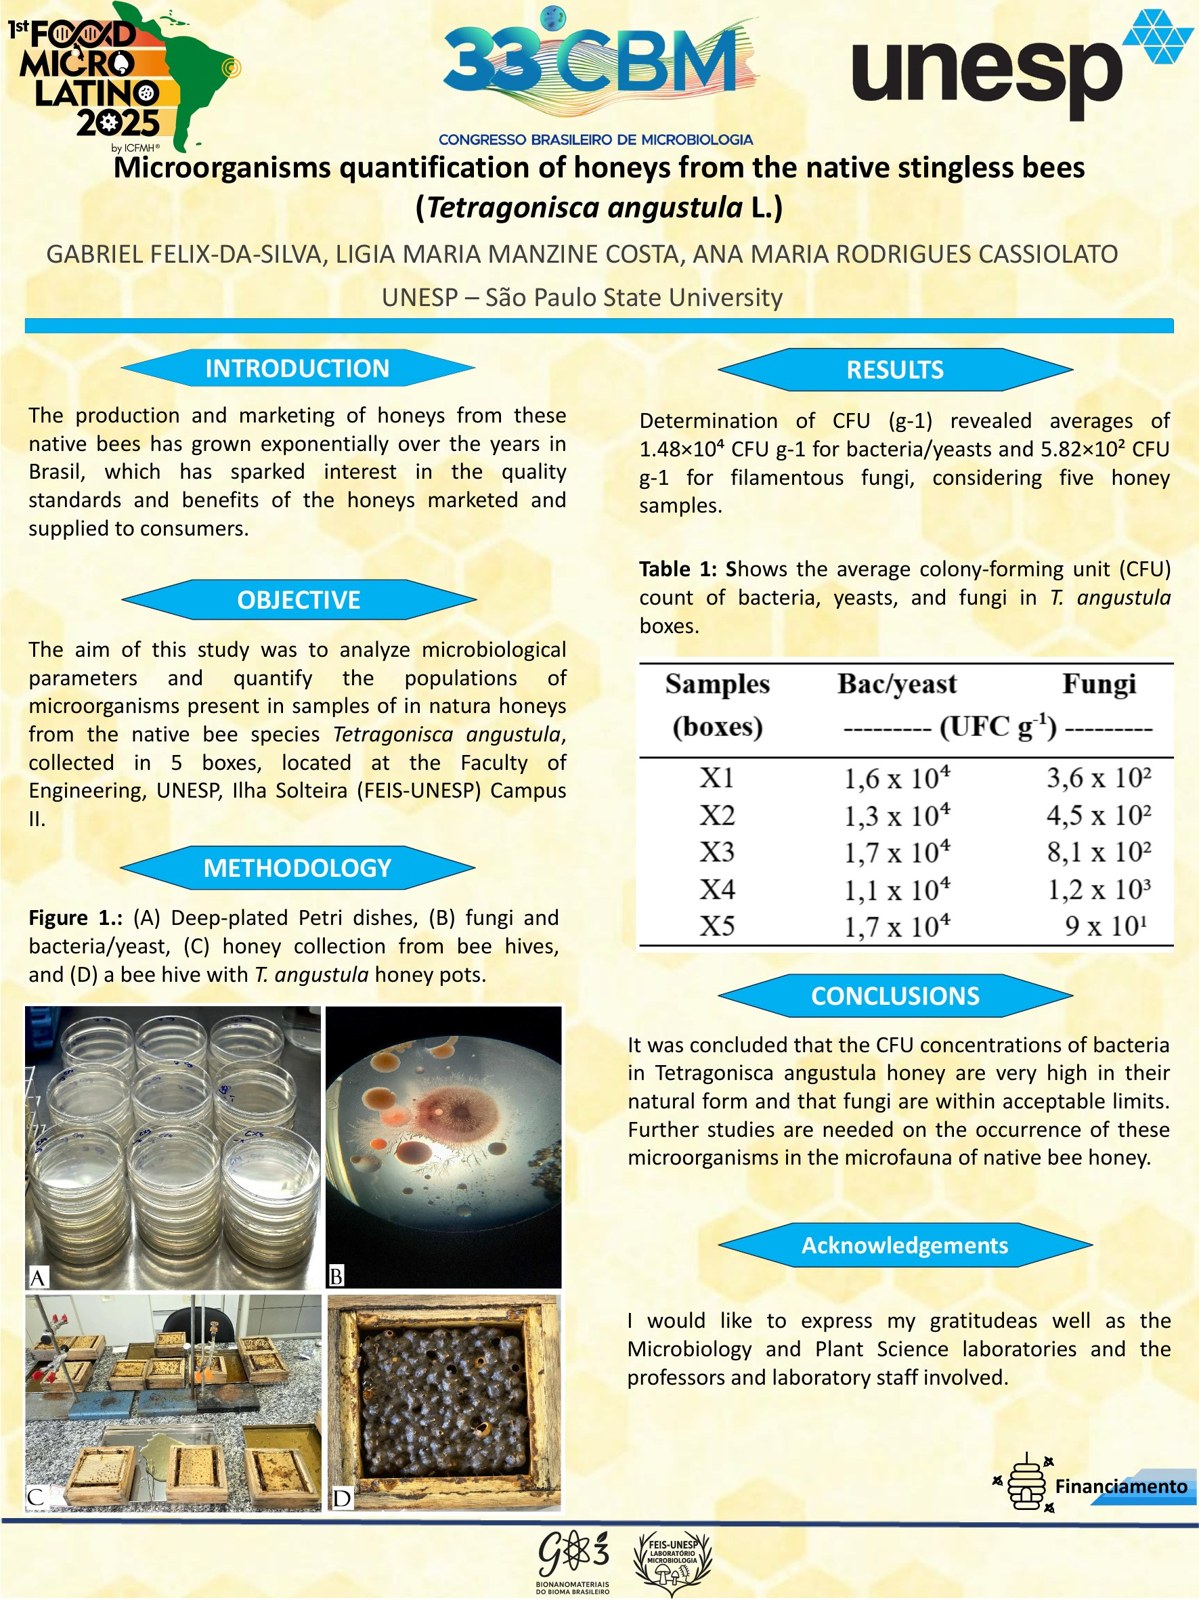 1st FOOD
MICRO
LATINO
2025
by ICFMH®
33°CBM
CONGRESSO BRASILEIRO DE MICROBIOLOGIA
unesp
Microorganisms quantification of honeys from the native stingless bees
(Tetragonisca angustula L.)
GABRIEL FELIX-DA-SILVA, LIGIA MARIA MANZINE COSTA, ANA MARIA RODRIGUES CASSIOLATO
UNESP – São Paulo State University
INTRODUCTION
The production and marketing of honeys from these
native bees has grown exponentially over the years in
Brasil, which has sparked interest in the quality
standards and benefits of the honeys marketed and
supplied to consumers.
OBJECTIVE
The aim of this study was to analyze microbiological
parameters and quantify the populations of
microorganisms present in samples of in natura honeys
from the native bee species Tetragonisca angustula,
collected in 5 boxes, located at the Faculty of
Engineering, UNESP, Ilha Solteira (FEIS-UNESP) Campus
II.
METHODOLOGY
Figure 1.: (A) Deep-plated Petri dishes, (B) fungi and
bacteria/yeast, (C) honey collection from bee hives,
and (D) a bee hive with T. angustula honey pots.
A
B
C
D
RESULTS
Determination of CFU (g-1) revealed averages of
1.48×10⁴ CFU g-1 for bacteria/yeasts and 5.82×10² CFU
g-1 for filamentous fungi, considering five honey
samples.
Table 1: Shows the average colony-forming unit (CFU)
count of bacteria, yeasts, and fungi in T. angustula
boxes.
Samples Bac/yeast Fungi
(boxes) --------- (UFC g⁻¹) ---------
X1 1,6 x 10⁴ 3,6 x 10²
X2 1,3 x 10⁴ 4,5 x 10²
X3 1,7 x 10⁴ 8,1 x 10²
X4 1,1 x 10⁴ 1,2 x 10³
X5 1,7 x 10⁴ 9 x 10¹
CONCLUSIONS
It was concluded that the CFU concentrations of bacteria
in Tetragonisca angustula honey are very high in their
natural form and that fungi are within acceptable limits.
Further studies are needed on the occurrence of these
microorganisms in the microfauna of native bee honey.
Acknowledgements
I would like to express my gratitudeas well as the
Microbiology and Plant Science laboratories and the
professors and laboratory staff involved.
Financiamento
BIONANOMATERIAIS
DO BIOMA BRASILEIRO
FEIS-UNESP
LABORATÓRIO
MICROBIOLOGIA